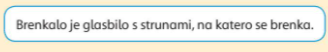 Brenkalo je glasbilo s strunami, na katero se brenka.